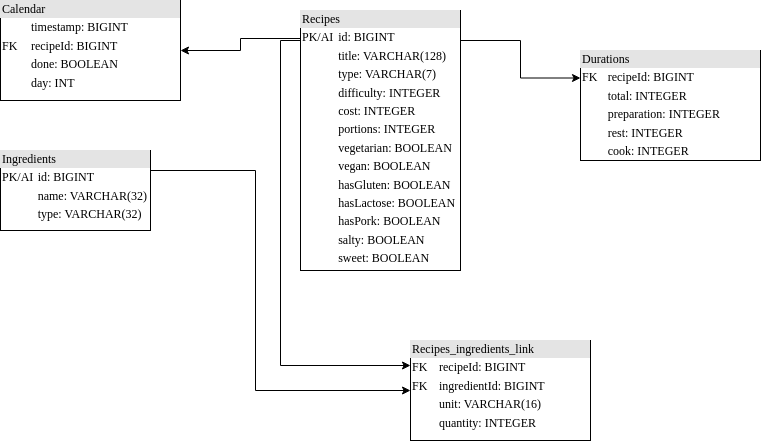 Calendar
timestamp: BIGINT
FK recipeId: BIGINT
done: BOOLEAN
day: INT
Recipes
PK/AI id: BIGINT
title: VARCHAR(128)
type: VARCHAR(7)
difficulty: INTEGER
cost: INTEGER
portions: INTEGER
vegetarian: BOOLEAN
vegan: BOOLEAN
hasGluten: BOOLEAN
hasLactose: BOOLEAN
hasPork: BOOLEAN
salty: BOOLEAN
sweet: BOOLEAN
Durations
FK recipeId: BIGINT
total: INTEGER
preparation: INTEGER
rest: INTEGER
cook: INTEGER
Ingredients
PK/AI id: BIGINT
name: VARCHAR(32)
type: VARCHAR(32)
Recipes_ingredients_link
FK recipeId: BIGINT
FK ingredientId: BIGINT
unit: VARCHAR(16)
quantity: INTEGER